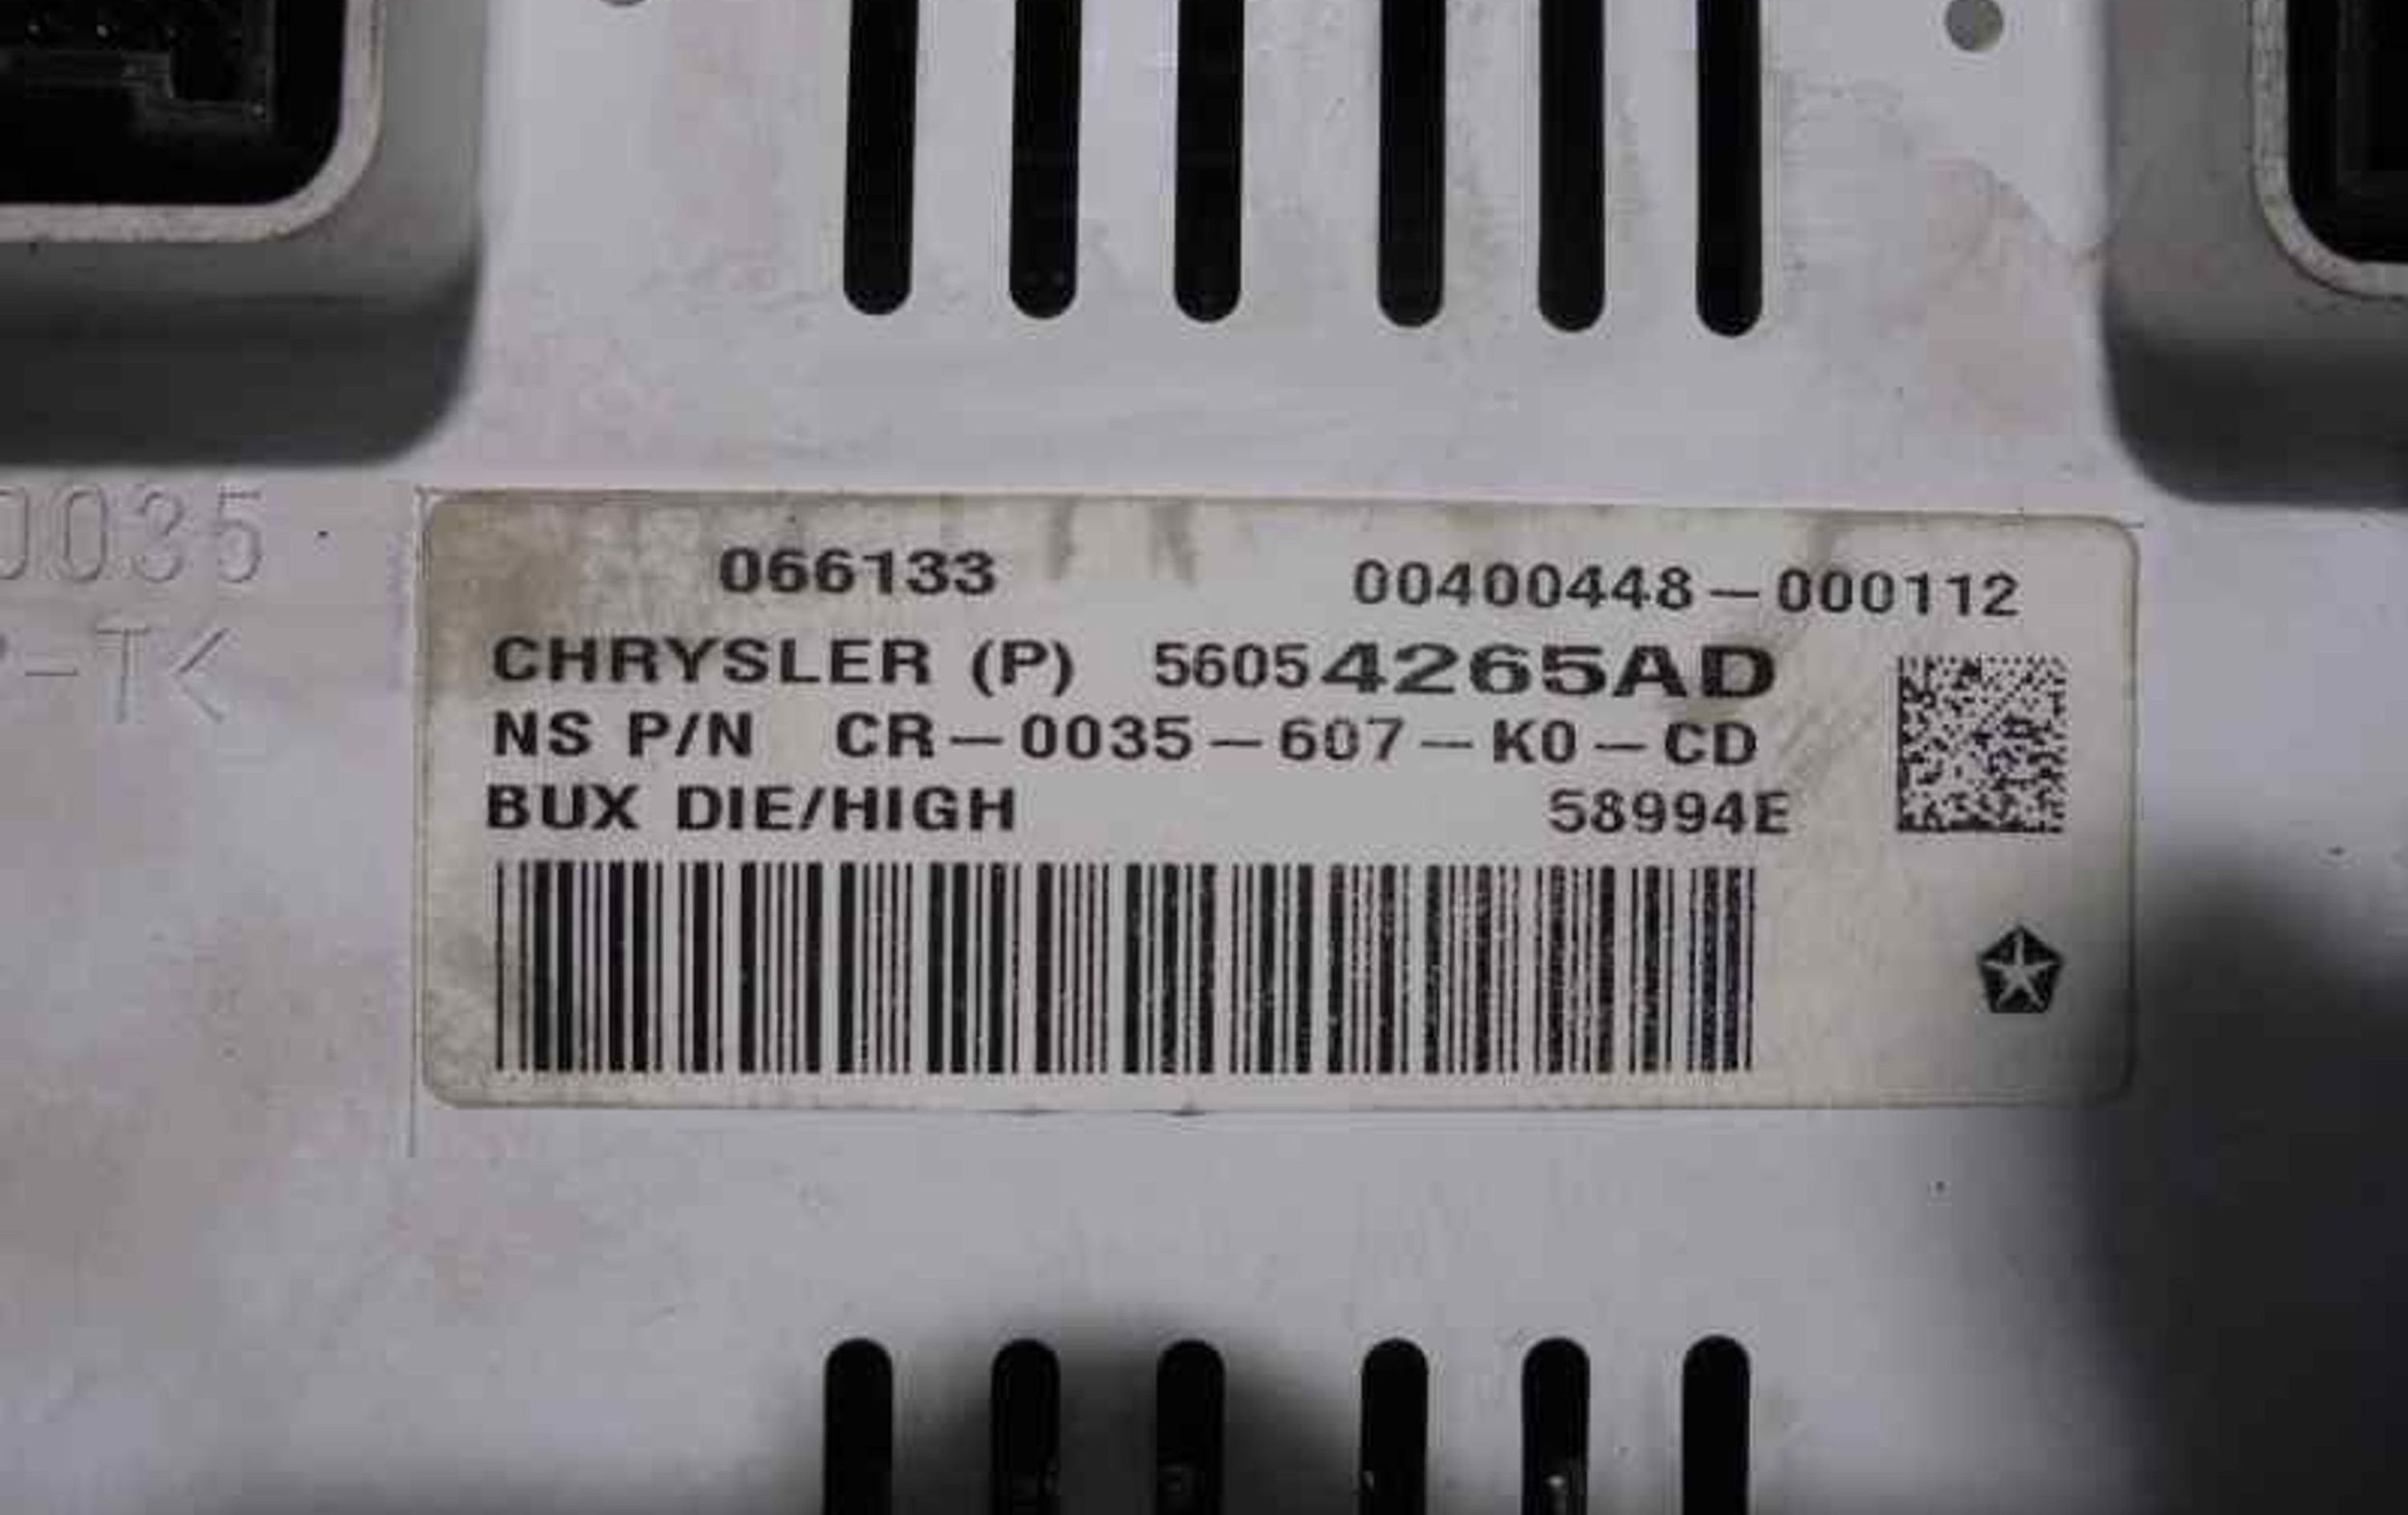 0035
-T<
066133 00400448-000112
CHRYSLER (P) 56054265AD
NS P/N CR-0035-607-K0-CD
BUX DIE/HIGH 58994E